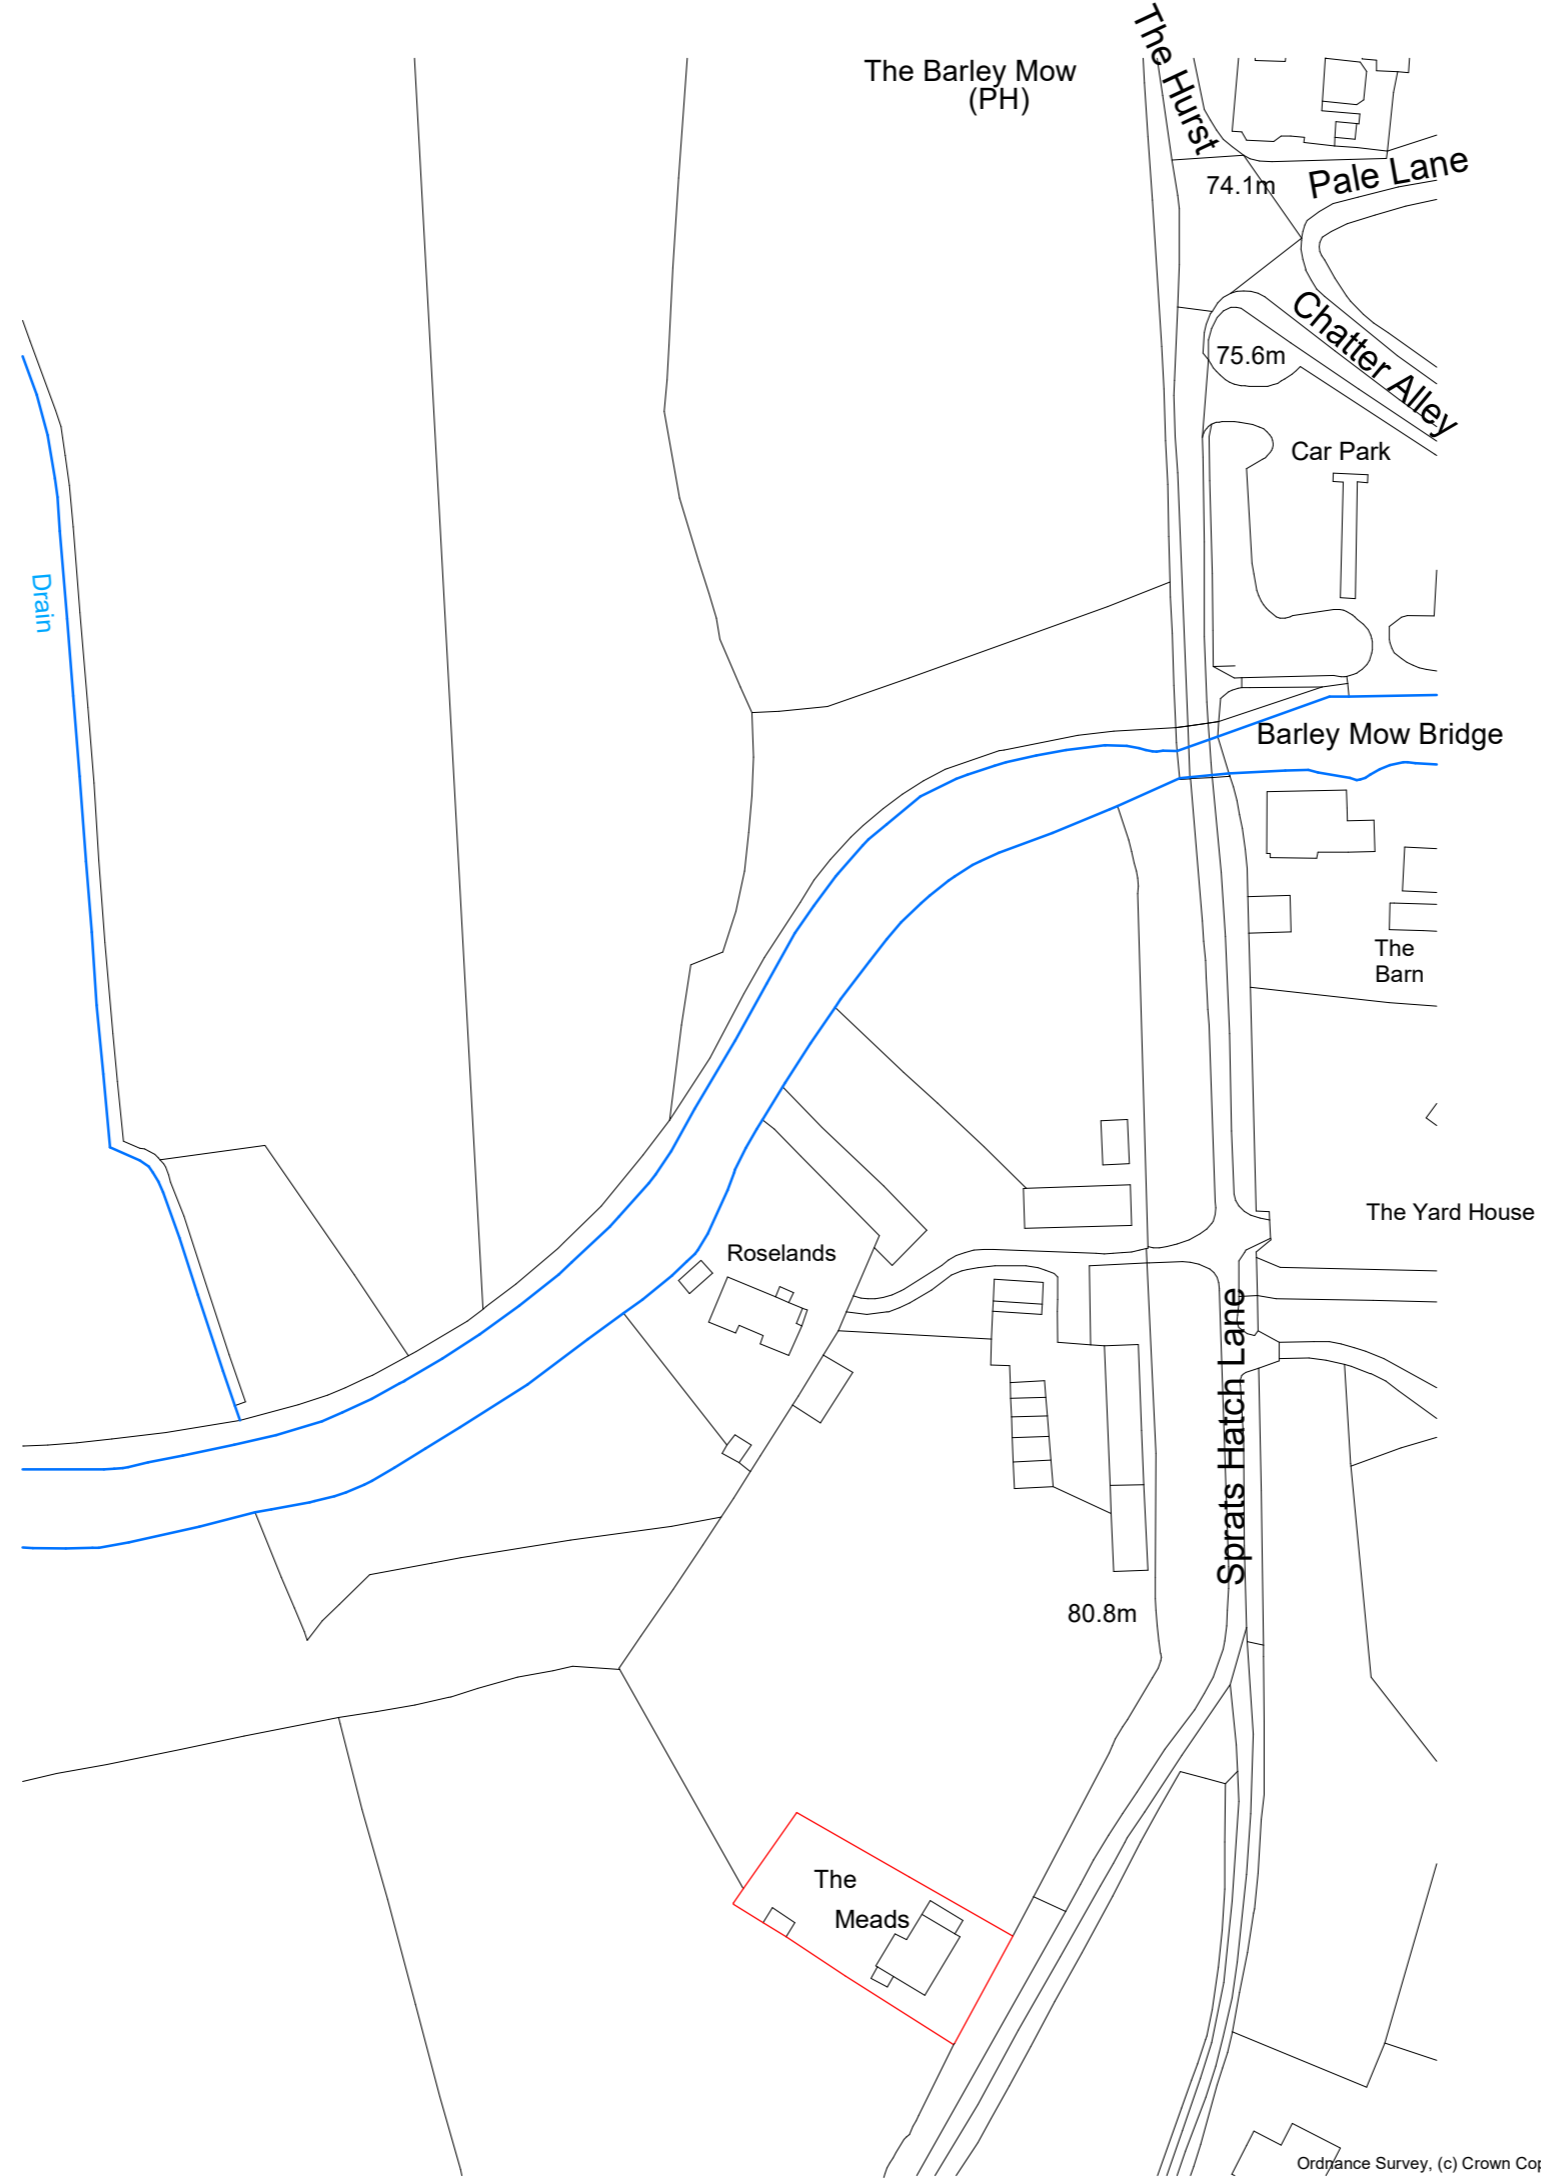 The Hurst
The Barley Mow
(PH)
Pale Lane
74.1m
Chatter Alley
75.6m
Car Park
Drain
Barley Mow Bridge
The
Barn
The Yard House
Roselands
Sprats Hatch Lane
80.8m
The
Meads
Ordnance Survey, (c) Crown Cop